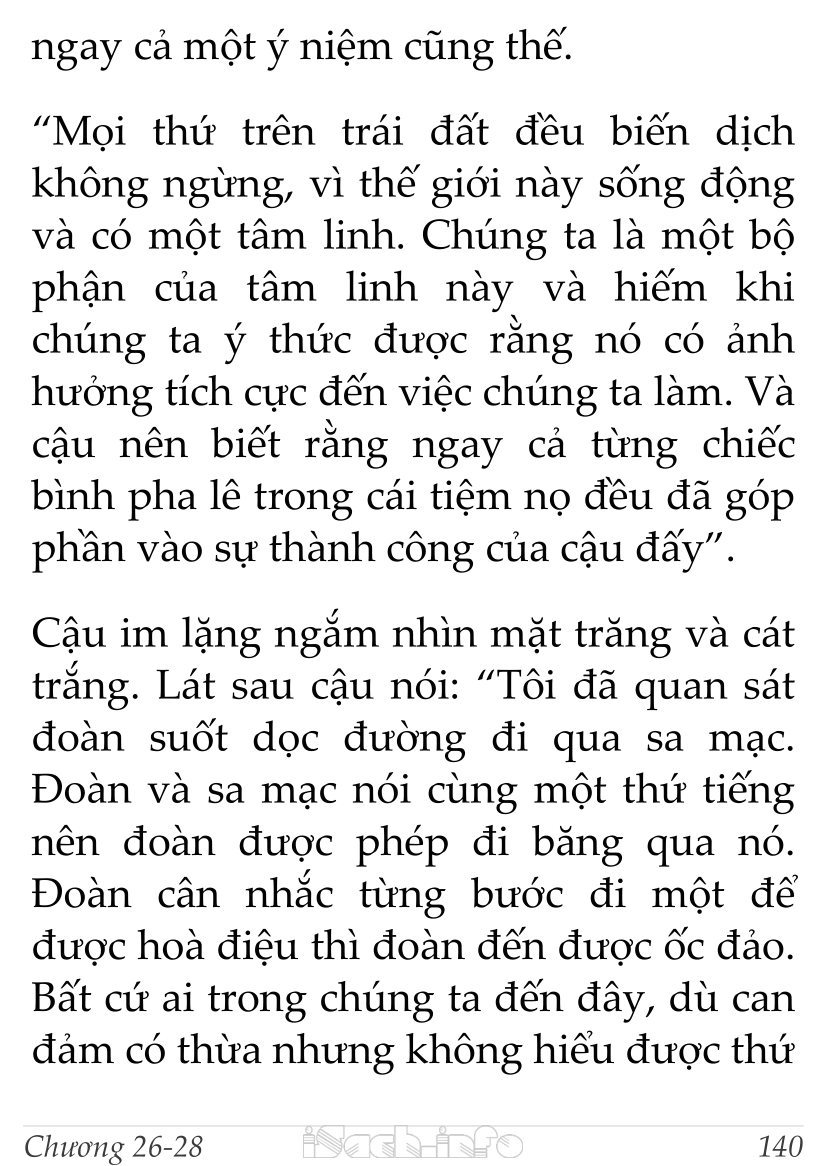 ngay cả một ý niệm cũng thế.
“Mọi thứ trên trái đất đều biến dịch
không ngừng, vì thế giới này sống động
và có một tâm linh. Chúng ta là một bộ
phận của tâm linh này và hiếm khi
chúng ta ý thức được rằng nó có ảnh
hưởng tích cực đến việc chúng ta làm. Và
cậu nên biết rằng ngay cả từng chiếc
bình pha lê trong cái tiệm nọ đều đã góp
phần vào sự thành công của cậu đấy”.
Cậu im lặng ngắm nhìn mặt trăng và cát
trắng. Lát sau cậu nói: “Tôi đã quan sát
đoàn suốt dọc đường đi qua sa mạc.
Đoàn và sa mạc nói cùng một thứ tiếng
nên đoàn được phép đi băng qua nó.
Đoàn cân nhắc từng bước đi một để
được hoà điệu thì đoàn đến được ốc đảo.
Bất cứ ai trong chúng ta đến đây, dù can
đảm có thừa nhưng không hiểu được thứ
Chương 26-28 iSach.info 140